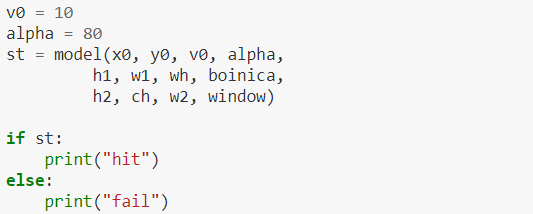 v0 = 10
alpha = 80
st = model(x0, y0, v0, alpha,
        h1, w1, wh, boinica,
        h2, ch, w2, window)

if st:
    print("hit")
else:
    print("fail")